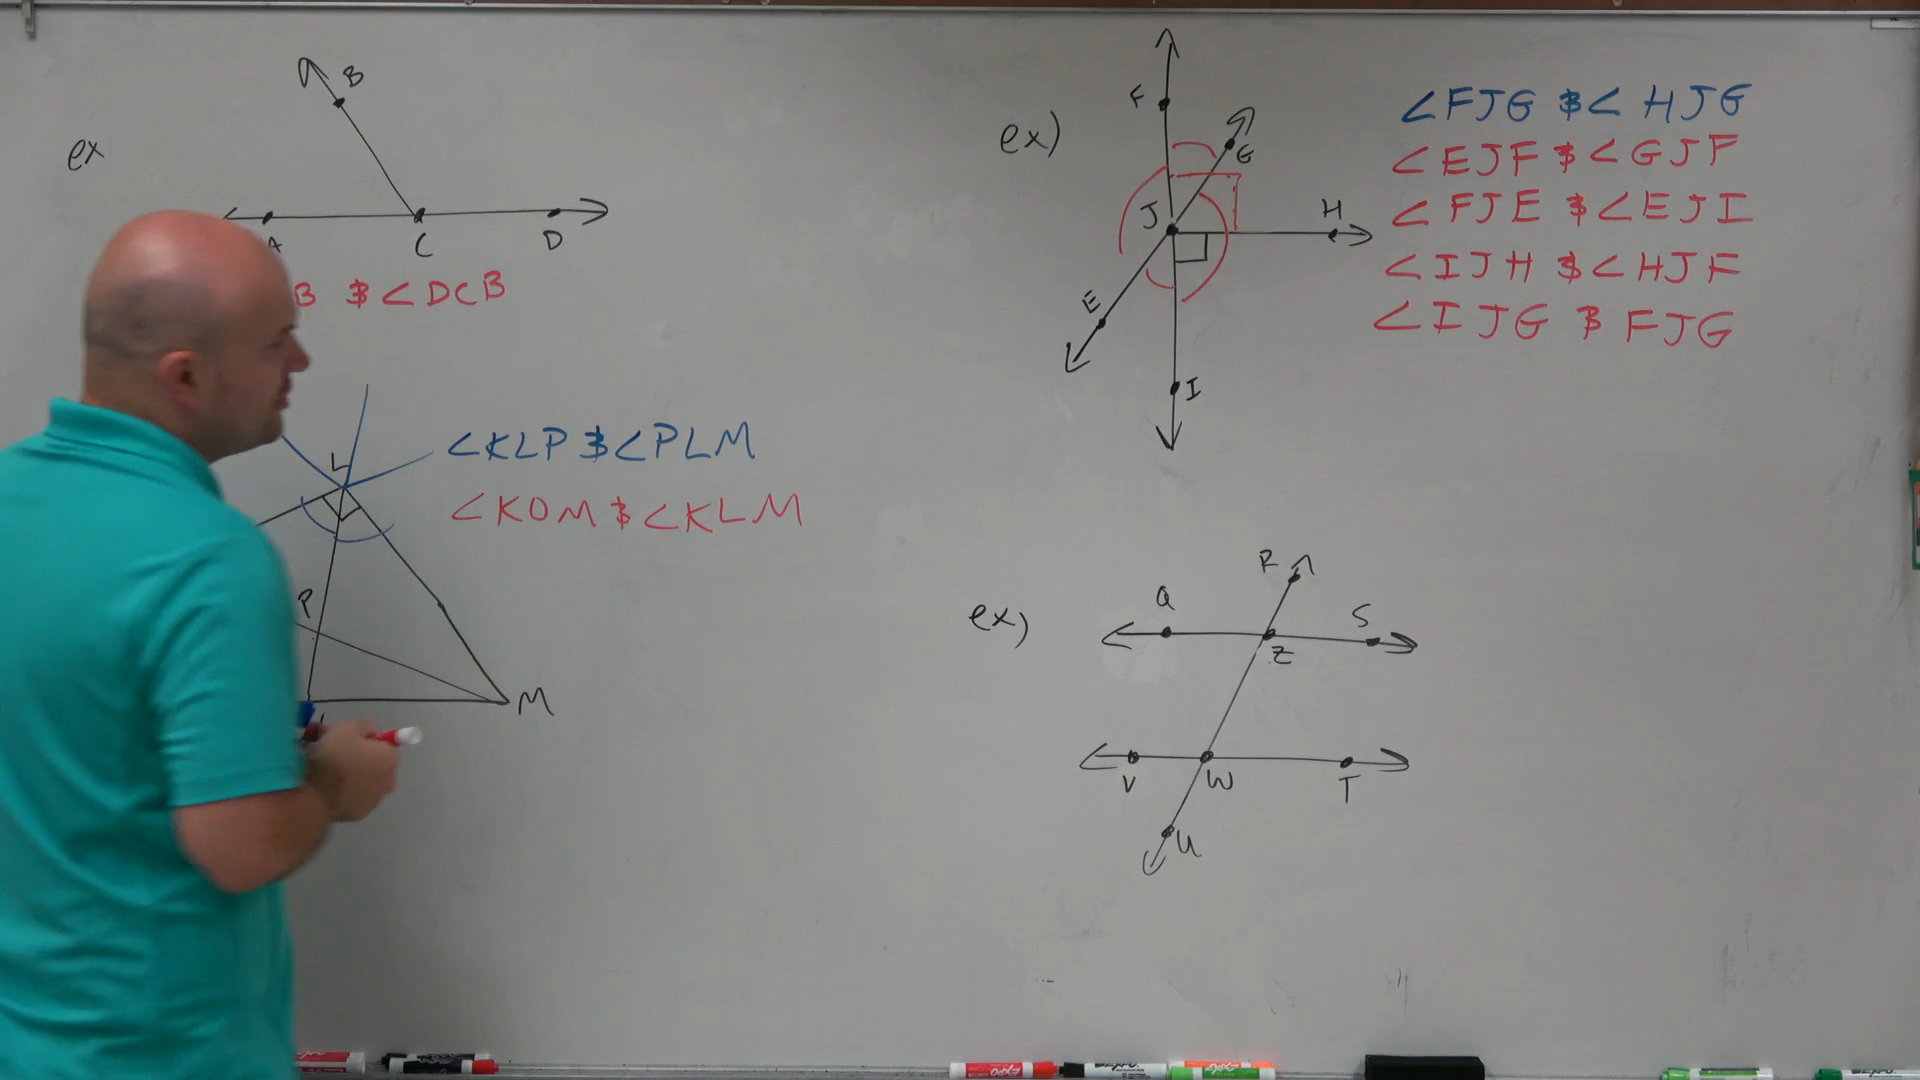 ex
B
A
C
D
B & <DCB
L
<KLP & <PLM
<KOM & <KLM
P
M
ex)
F
G
J
H
E
I
<FJG & < HJG
<EJF & <GJF
< FJE & <EJI
<IJH & <HJF
<IJG & FJG
ex)
R
Q
S
Z
V
W
T
U